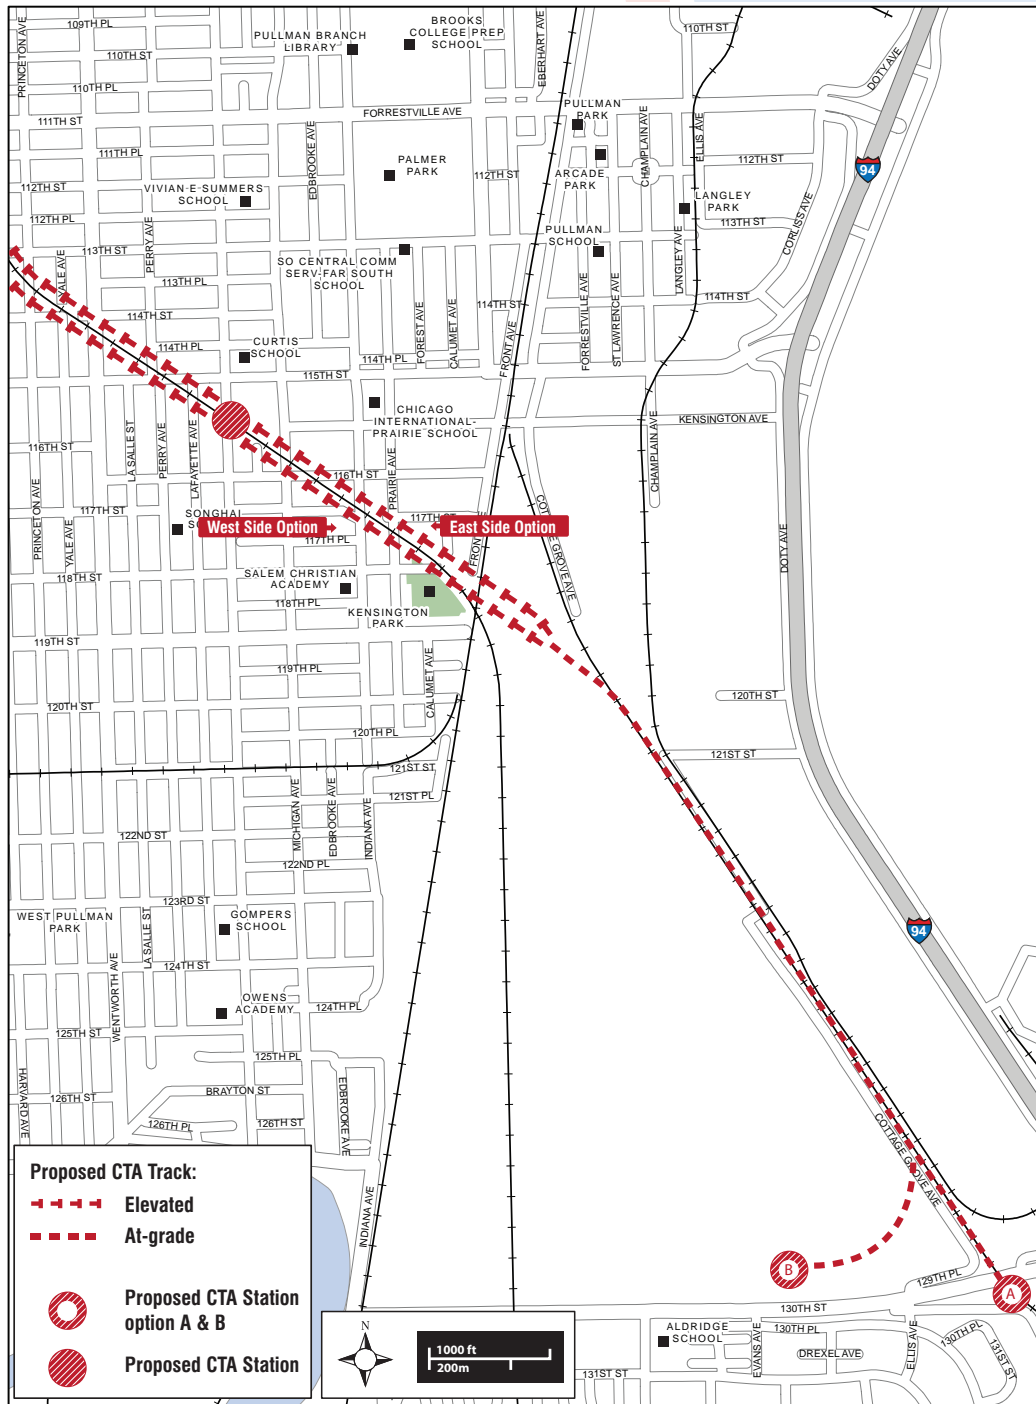 PRINCETON AVE
109TH PL
110TH ST
110TH PL
111TH ST
111TH PL
112TH ST
112TH PL
113TH ST
113TH PL
114TH ST
114TH PL
115TH ST
PULLMAN BRANCH
LIBRARY
BROOKS
COLLEGE PREP
SCHOOL
EBERHART AVE
110TH ST
DOTY AVE
FORRESTVILLE AVE
PULLMAN
PARK
CHAMPLAIN AVE
ELLIS AVE
EDBROOKE AVE
PALMER
PARK
112TH ST
ARCADE
PARK
112TH ST
94
VIVIAN E SUMMERS
SCHOOL
LANGLEY
PARK
113TH ST
CORLISS AVE
PERRY AVE
YALE AVE
PULLMAN
SCHOOL
LANGLEY AVE
SO CENTRAL COMM
SERV-FAR SOUTH
SCHOOL
114TH ST
114TH ST
FOREST AVE
CALUMET AVE
FRONT AVE
FORRESTVILLE AVE
ST LAWRENCE AVE
CURTIS
SCHOOL
114TH PL
CHICAGO
INTERNATIONAL-
PRAIRIE SCHOOL
KENSINGTON AVE
CHAMPLAIN AVE
116TH ST
LA SALLE ST
PERRY AVE
LAFAYETTE AVE
116TH ST
PRAIRIE AVE
PRINCETON AVE
YALE AVE
117TH ST
SONGHAI
West Side Option
East Side Option
117TH ST
117TH PL
COTTAGE GROVE AVE
DOTY AVE
118TH ST
SALEM CHRISTIAN
ACADEMY
118TH PL
KENSINGTON
PARK
119TH ST
119TH PL
CALUMET AVE
120TH ST
120TH ST
120TH PL
121ST ST
121ST ST
121ST PL
MICHIGAN AVE
EDBROOKE AVE
INDIANA AVE
122ND ST
122ND PL
123RD ST
WEST PULLMAN
PARK
LA SALLE ST
GOMPERS
SCHOOL
94
WENTWORTH AVE
124TH ST
OWENS
ACADEMY
124TH PL
125TH ST
125TH PL
HARVARD AVE
126TH ST
BRAYTON ST
126TH PL
126TH ST
EDBROOKE AVE
COTTAGE GROVE AVE
INDIANA AVE
Proposed CTA Track:
Elevated
At-grade
Proposed CTA Station
option A & B
Proposed CTA Station
B
A
129TH PL
130TH ST
N
1000 ft
200m
ALDRIDGE
SCHOOL
130TH PL
EVANS AVE
DREXEL AVE
ELLIS AVE
130TH PL
131ST ST
131ST ST